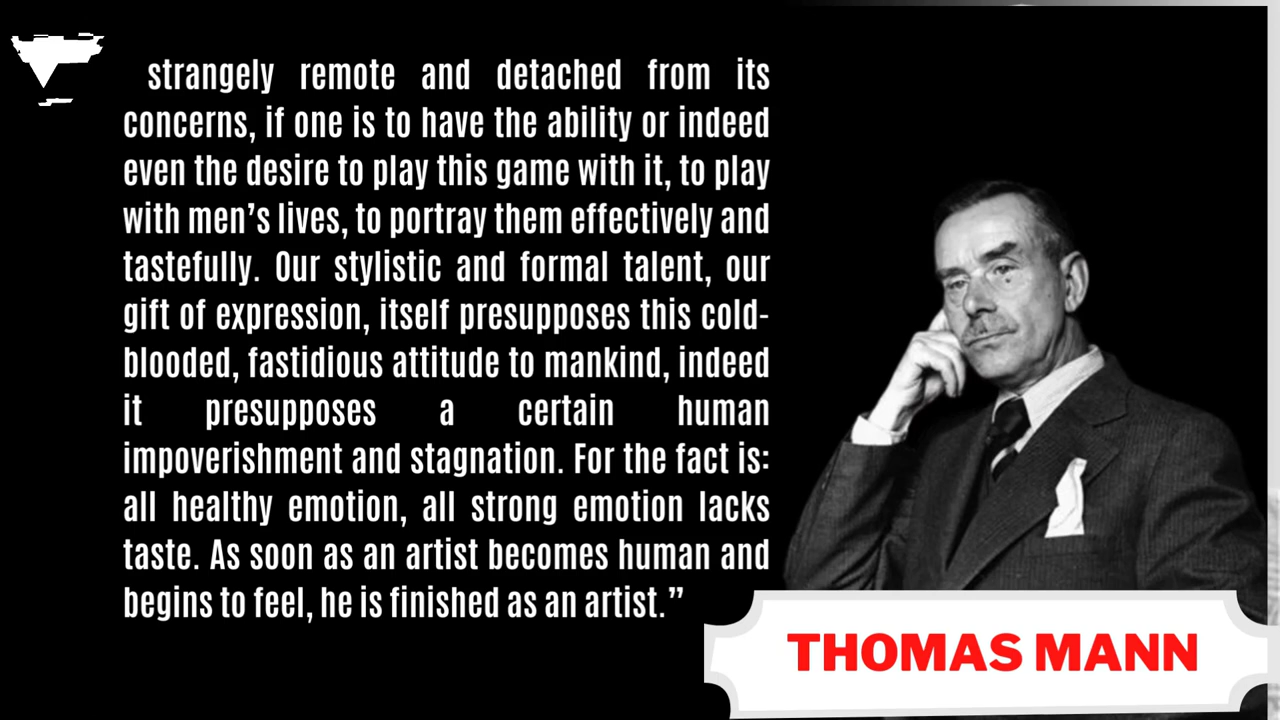 strangely remote and detached from its
concerns, if one is to have the ability or indeed
even the desire to play this game with it, to play
with men’s lives, to portray them effectively and
tastefully. Our stylistic and formal talent, our
gift of expression, itself presupposes this cold-
blooded, fastidious attitude to mankind, indeed
it presupposes a certain human
impoverishment and stagnation. For the fact is:
all healthy emotion, all strong emotion lacks
taste. As soon as an artist becomes human and
begins to feel, he is finished as an artist.”
THOMAS MANN